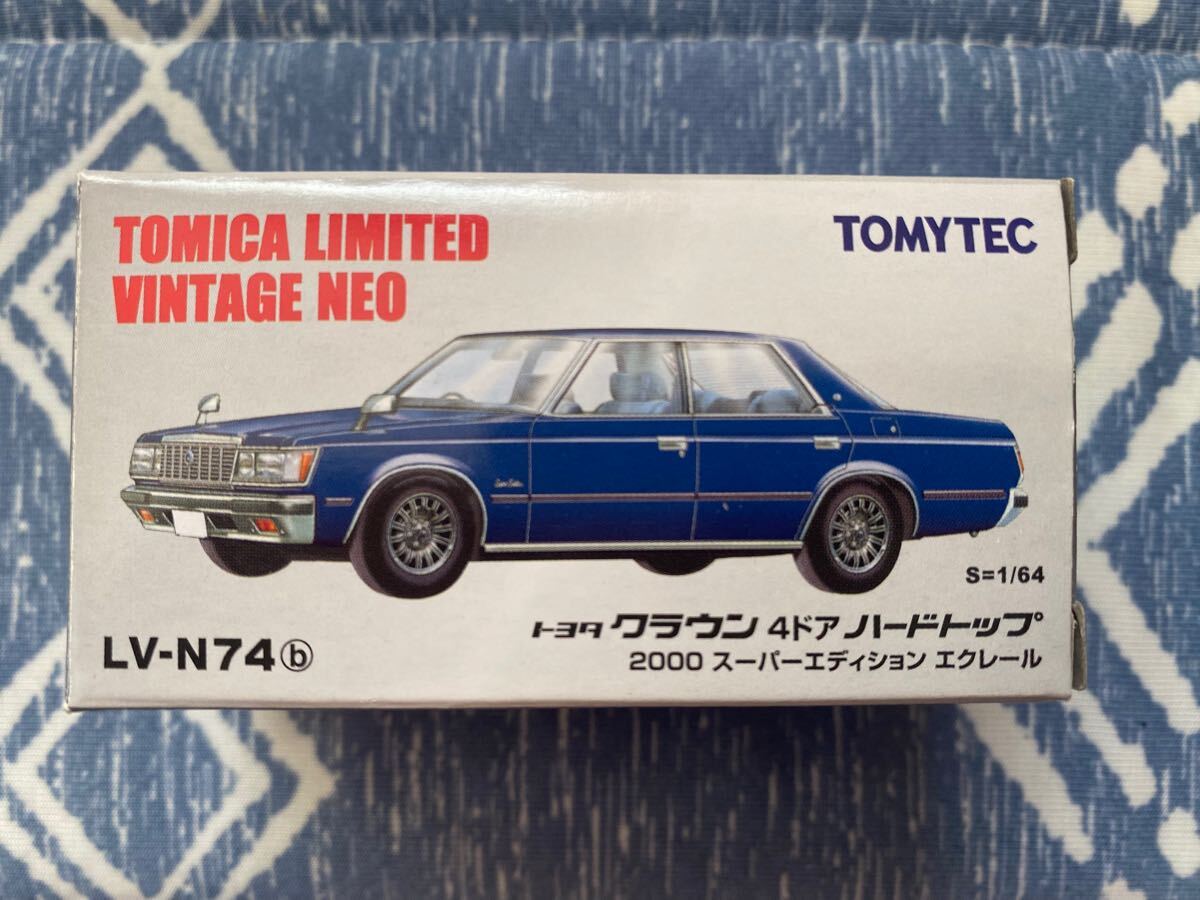 TOMICA LIMITED
VINTAGE NEO
TOMYTEC
S=1/64
LV-N74ⓑ
トヨタ クラウン 4ドア ハードトップ
2000 スーパーエディション エクレール